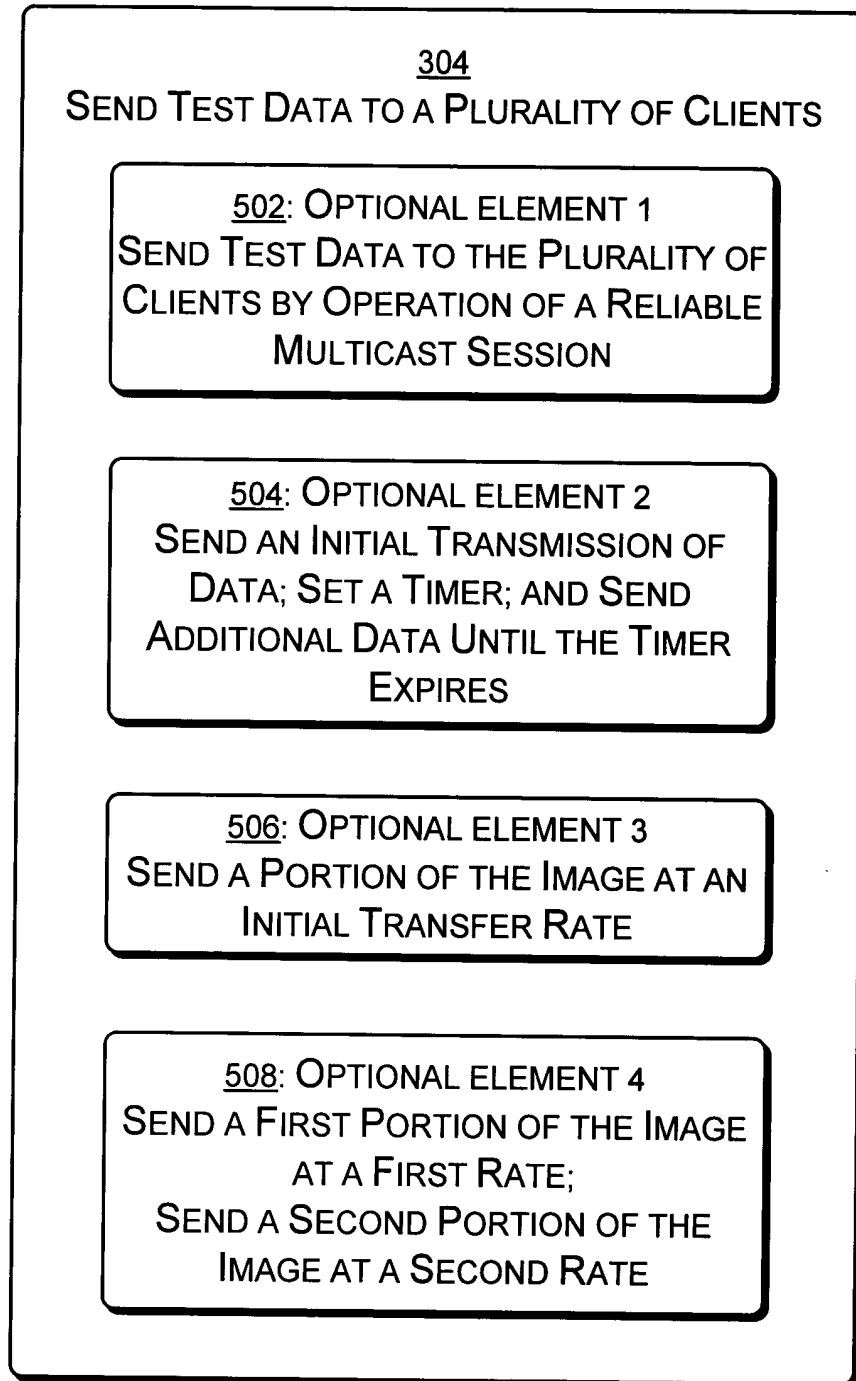 304
SEND TEST DATA TO A PLURALITY OF CLIENTS
502: OPTIONAL ELEMENT 1
SEND TEST DATA TO THE PLURALITY OF
CLIENTS BY OPERATION OF A RELIABLE
MULTICAST SESSION
504: OPTIONAL ELEMENT 2
SEND AN INITIAL TRANSMISSION OF
DATA; SET A TIMER; AND SEND
ADDITIONAL DATA UNTIL THE TIMER
EXPIRES
506: OPTIONAL ELEMENT 3
SEND A PORTION OF THE IMAGE AT AN
INITIAL TRANSFER RATE
508: OPTIONAL ELEMENT 4
SEND A FIRST PORTION OF THE IMAGE
AT A FIRST RATE;
SEND A SECOND PORTION OF THE
IMAGE AT A SECOND RATE